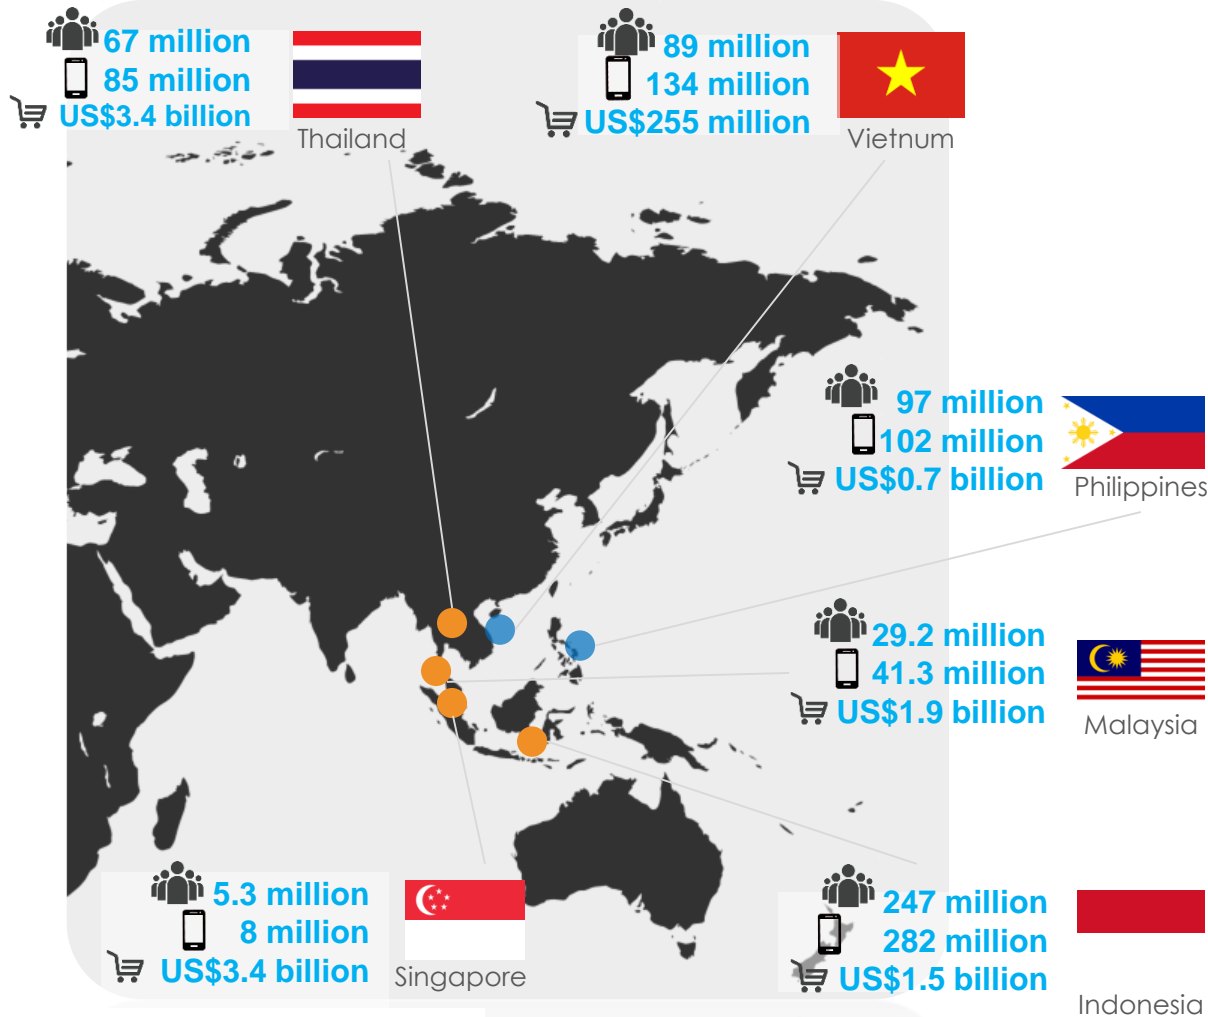 67 million
85 million
US$3.4 billion
Thailand
89 million
134 million
US$255 million
Vietnum
97 million
102 million
US$0.7 billion
Philippines
29.2 million
41.3 million
US$1.9 billion
Malaysia
5.3 million
8 million
US$3.4 billion
Singapore
247 million
282 million
US$1.5 billion
Indonesia